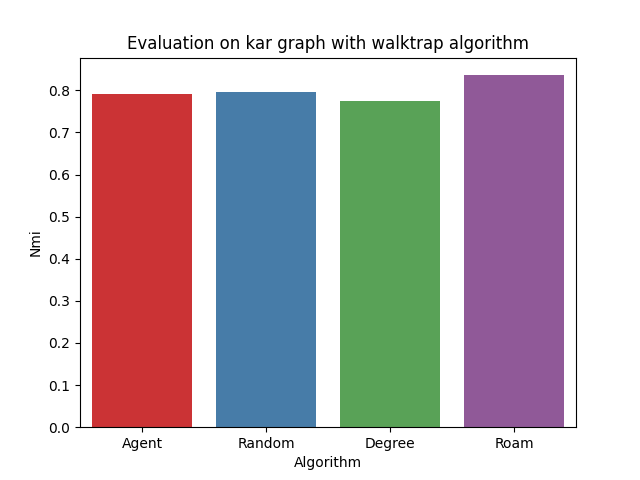 Evaluation on kar graph with walktrap algorithm
0.8
0.7
0.6
0.5
0.4
0.3
0.2
0.1
0.0
Nmi
Agent
Random
Degree
Roam
Algorithm